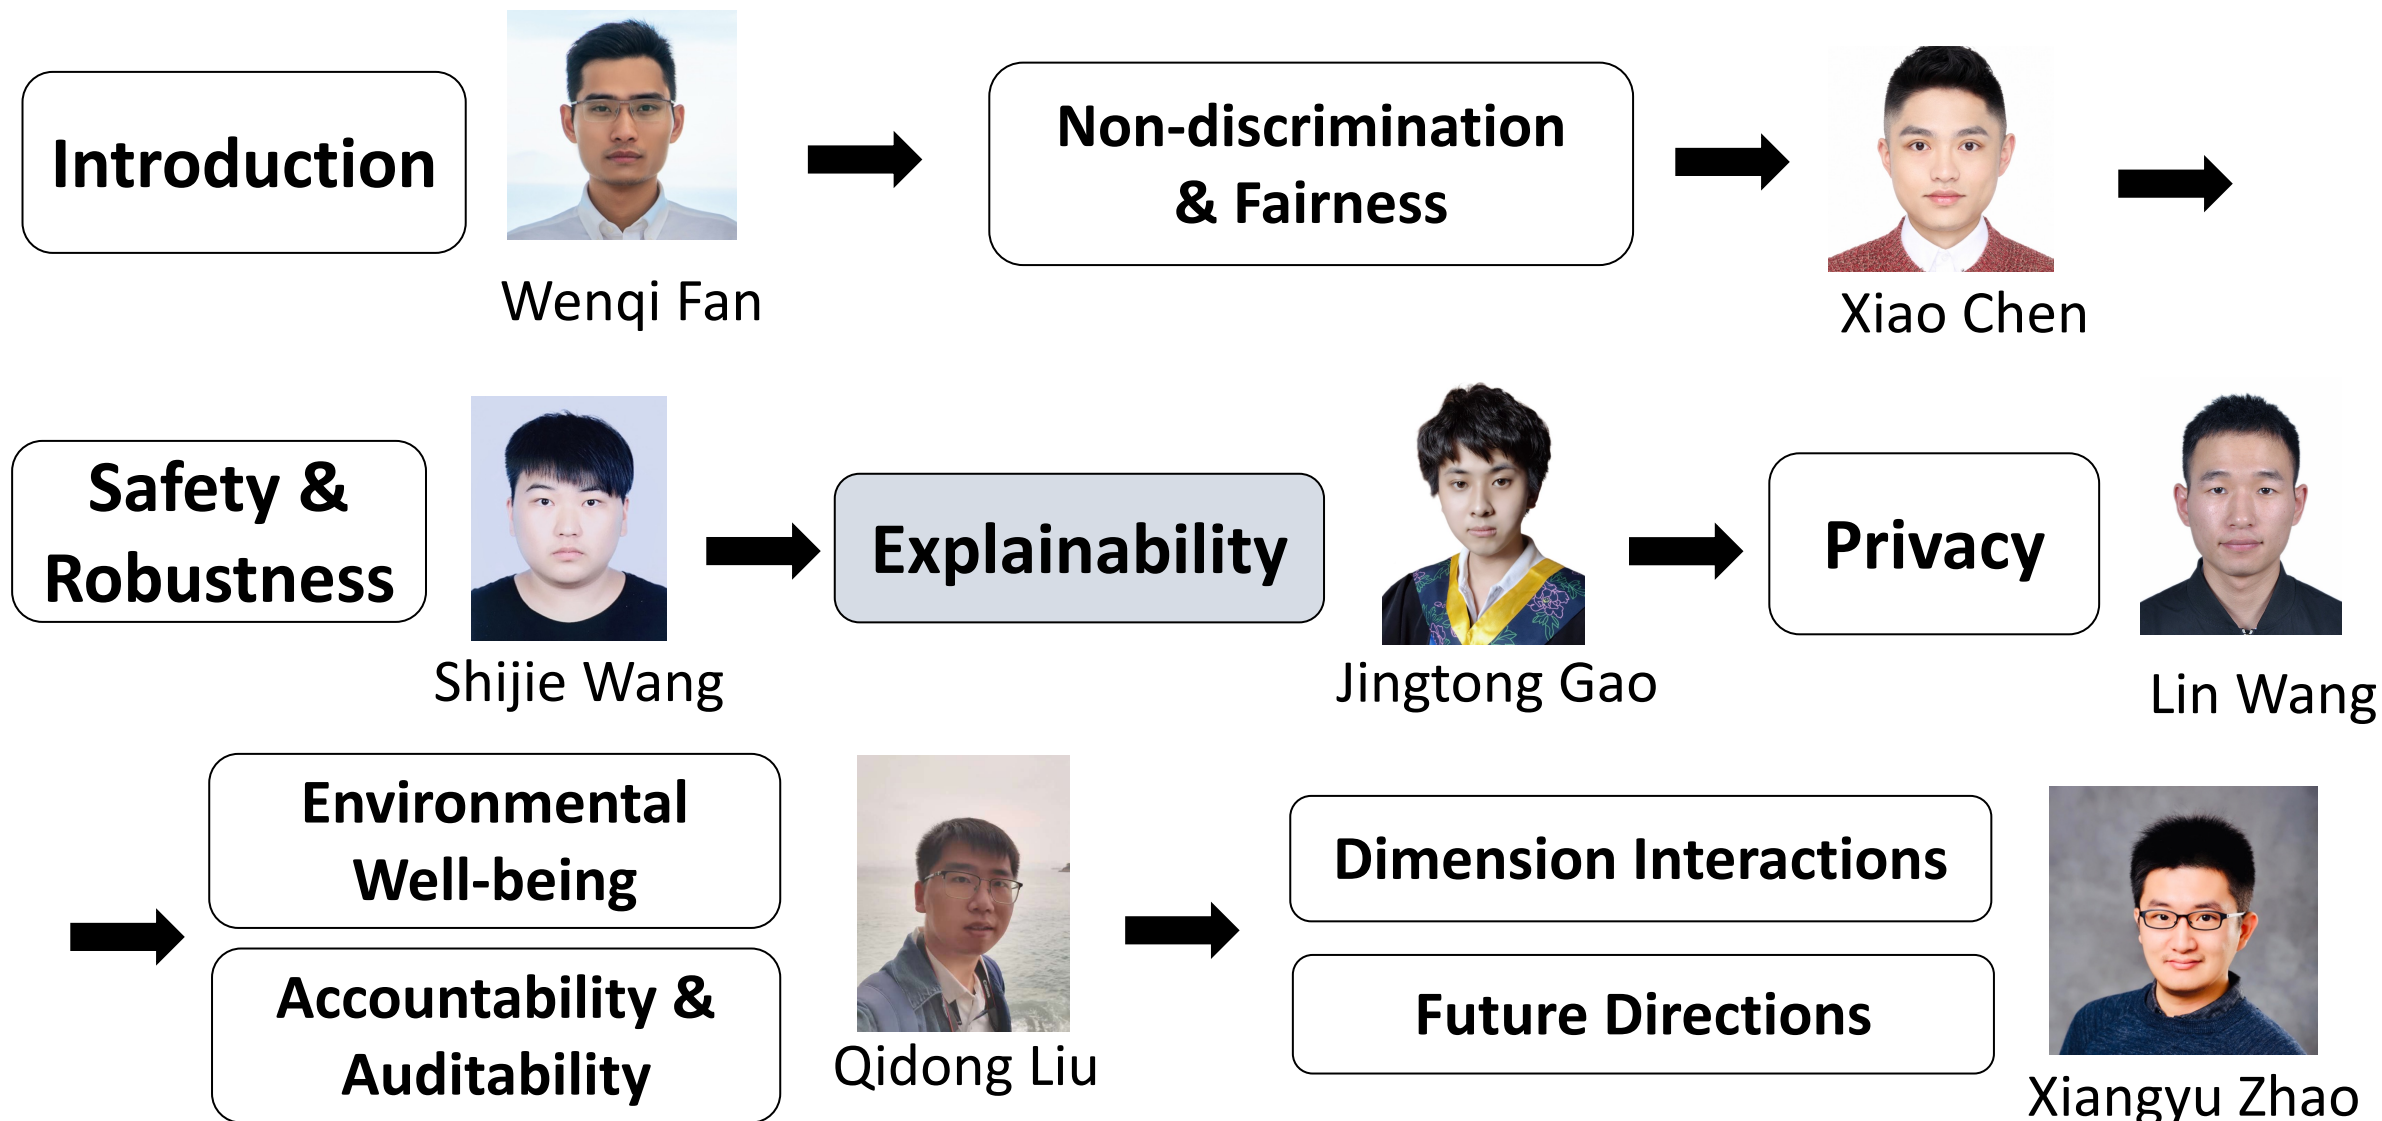 Introduction
Wenqi Fan
Non-discrimination
& Fairness
Xiao Chen
Safety &
Robustness
Shijie Wang
Explainability
Jingtong Gao
Privacy
Lin Wang
Environmental
Well-being
Accountability &
Auditability
Qidong Liu
Dimension Interactions
Future Directions
Xiangyu Zhao